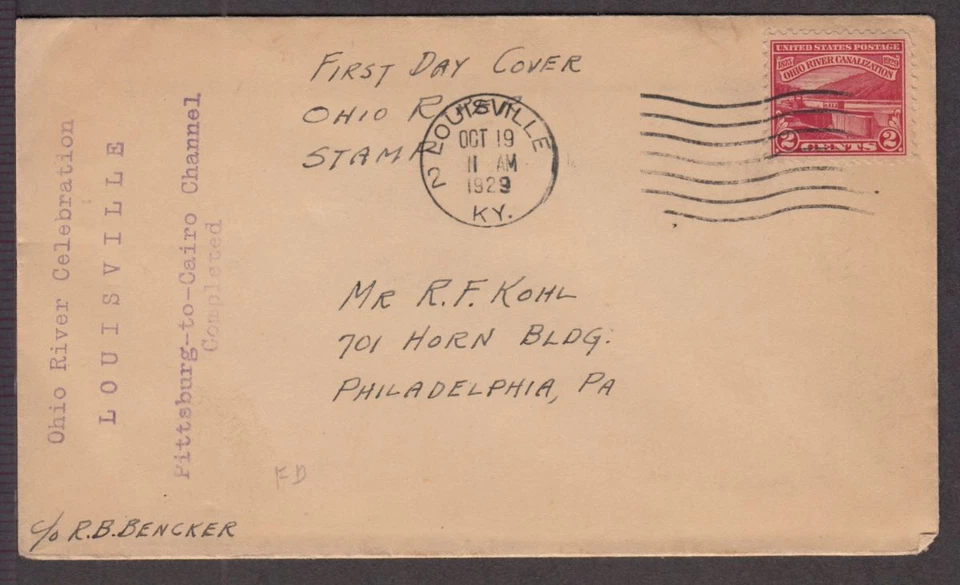 First Day Cover
Ohio River
Stamp
LOUISVILLE
2
OCT 19
11 AM
1929
KY.
UNITED STATES POSTAGE
1875 1929
OHIO RIVER CANALIZATION
2 CENTS 2
Ohio River Celebration
LOUISVILLE
Pittsburg-to-Cairo Channel
Completed
MR R.F. KOHL
701 HORN BLDG.
PHILADELPHIA, PA
FD
c/o R.B. BENCKER